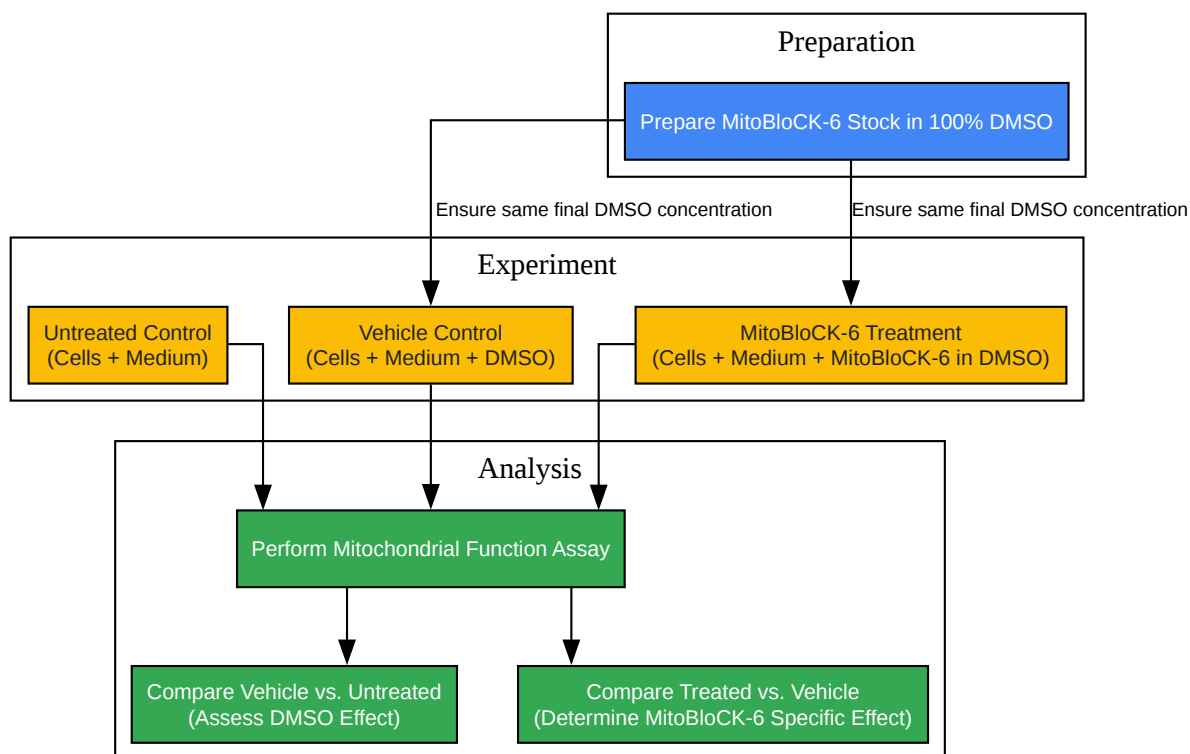 Preparation
Prepare MitoBloCK-6 Stock in 100% DMSO
Ensure same final DMSO concentration
Ensure same final DMSO concentration
Experiment
Untreated Control
(Cells + Medium)
Vehicle Control
(Cells + Medium + DMSO)
MitoBloCK-6 Treatment
(Cells + Medium + MitoBloCK-6 in DMSO)
Analysis
Perform Mitochondrial Function Assay
Compare Vehicle vs. Untreated
(Assess DMSO Effect)
Compare Treated vs. Vehicle
(Determine MitoBloCK-6 Specific Effect)